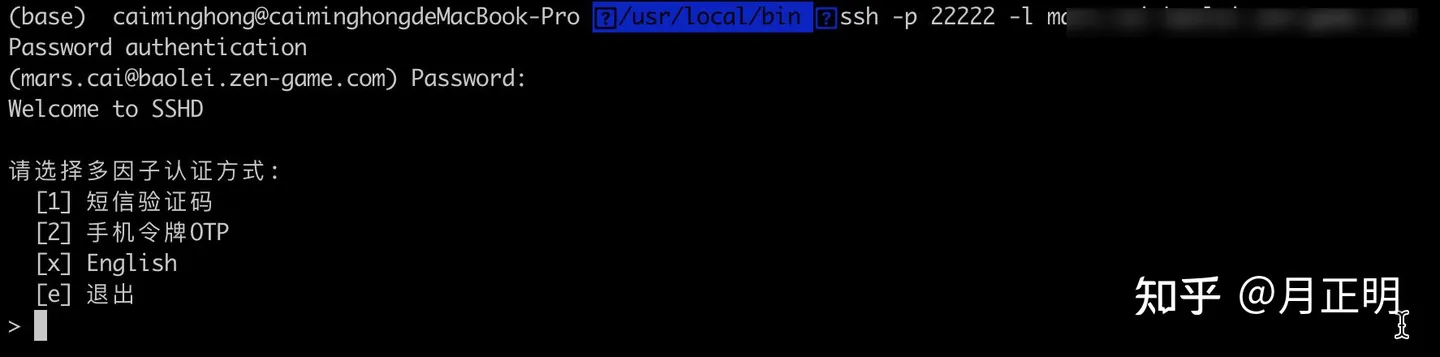 (base) caiminghong@caiminghongdeMacBook-Pro /usr/local/bin ssh -p 22222 -l
Password authentication
(mars.cai@baolei.zen-game.com) Password:
Welcome to SSHD
请选择多因子认证方式:
[1] 短信验证码
[2] 手机令牌OTP
[x] English
[e] 退出
>
知乎 @月正明